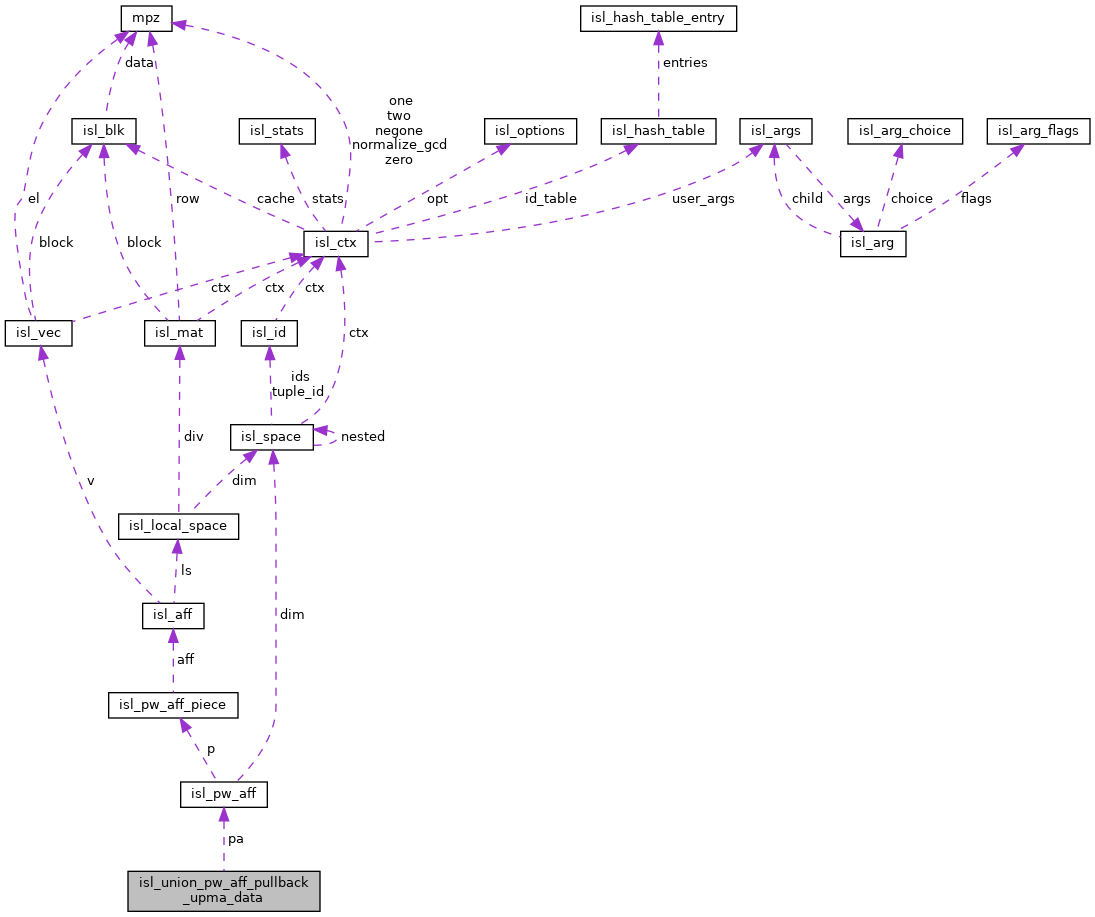 mpz
isl_hash_table_entry
data
entries
one
two
negone
normalize_gcd
zero
isl_blk
isl_stats
isl_options
isl_hash_table
isl_args
isl_arg_choice
isl_arg_flags
el
row
cache
stats
opt
id_table
user_args
child
args
choice
flags
block
block
isl_ctx
isl_arg
ctx
ctx
ctx
isl_vec
isl_mat
isl_id
ctx
ids
tuple_id
div
isl_space
nested
v
dim
isl_local_space
ls
isl_aff
dim
aff
isl_pw_aff_piece
p
isl_pw_aff
pa
isl_union_pw_aff_pullback
_upma_data